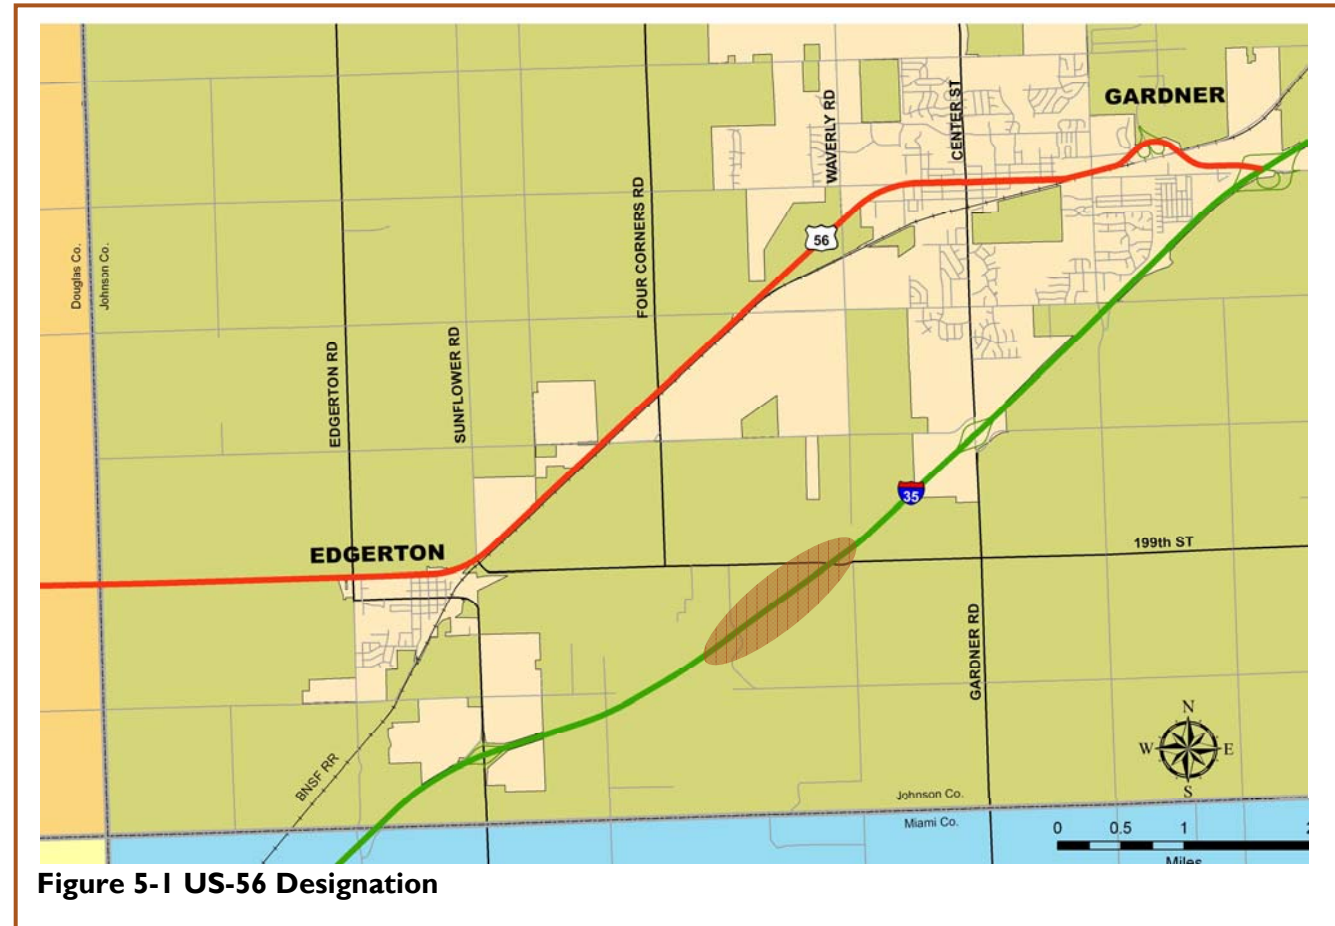 GARDNER
WAVERLY RD
CENTER ST
FOUR CORNERS RD
56
Douglas Co.
Johnson Co.
EDGERTON RD
SUNFLOWER RD
35
EDGERTON
199th ST
GARDNER RD
BNSF RR
N
W
E
S
Johnson Co.
Miami Co.
0 0.5 1
Miles
Figure 5-1 US-56 Designation